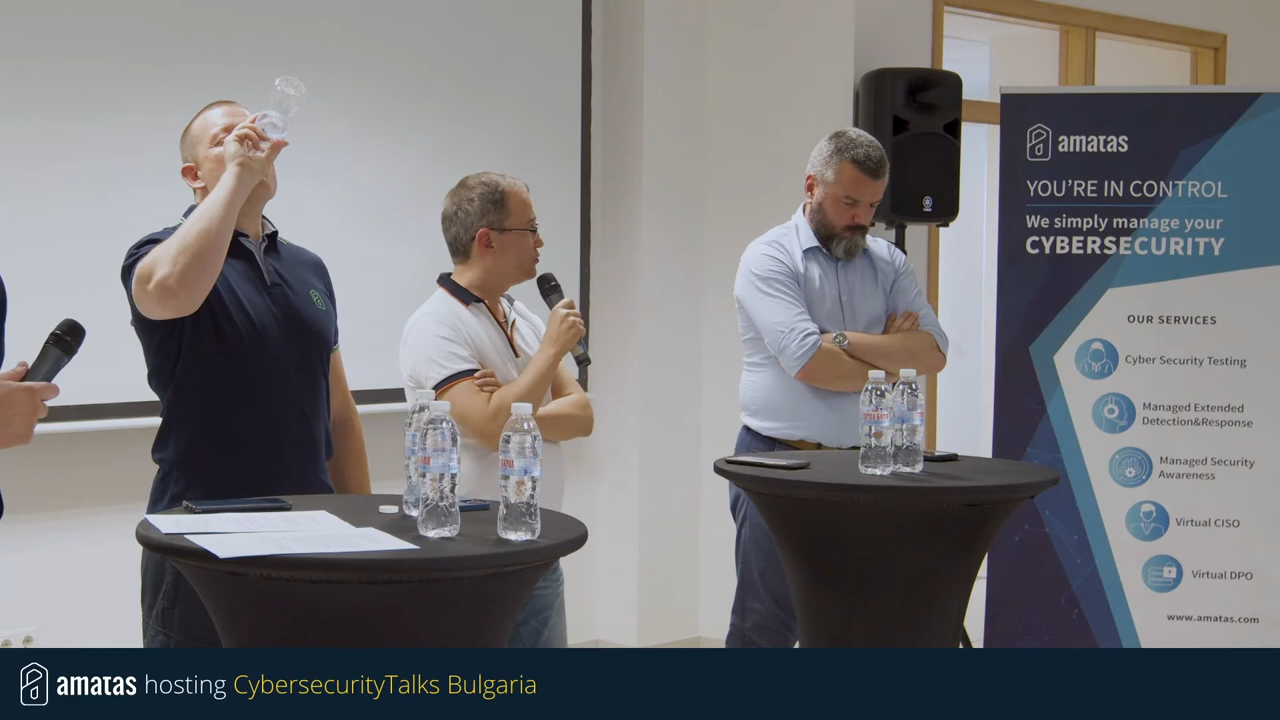 amatas
YOU'RE IN CONTROL
We simply manage your
CYBERSECURITY
OUR SERVICES
Cyber Security Testing
Managed Extended
Detection&Response
Managed Security
Awareness
Virtual CISO
Virtual DPO
www.amatas.com
amatas hosting CybersecurityTalks Bulgaria